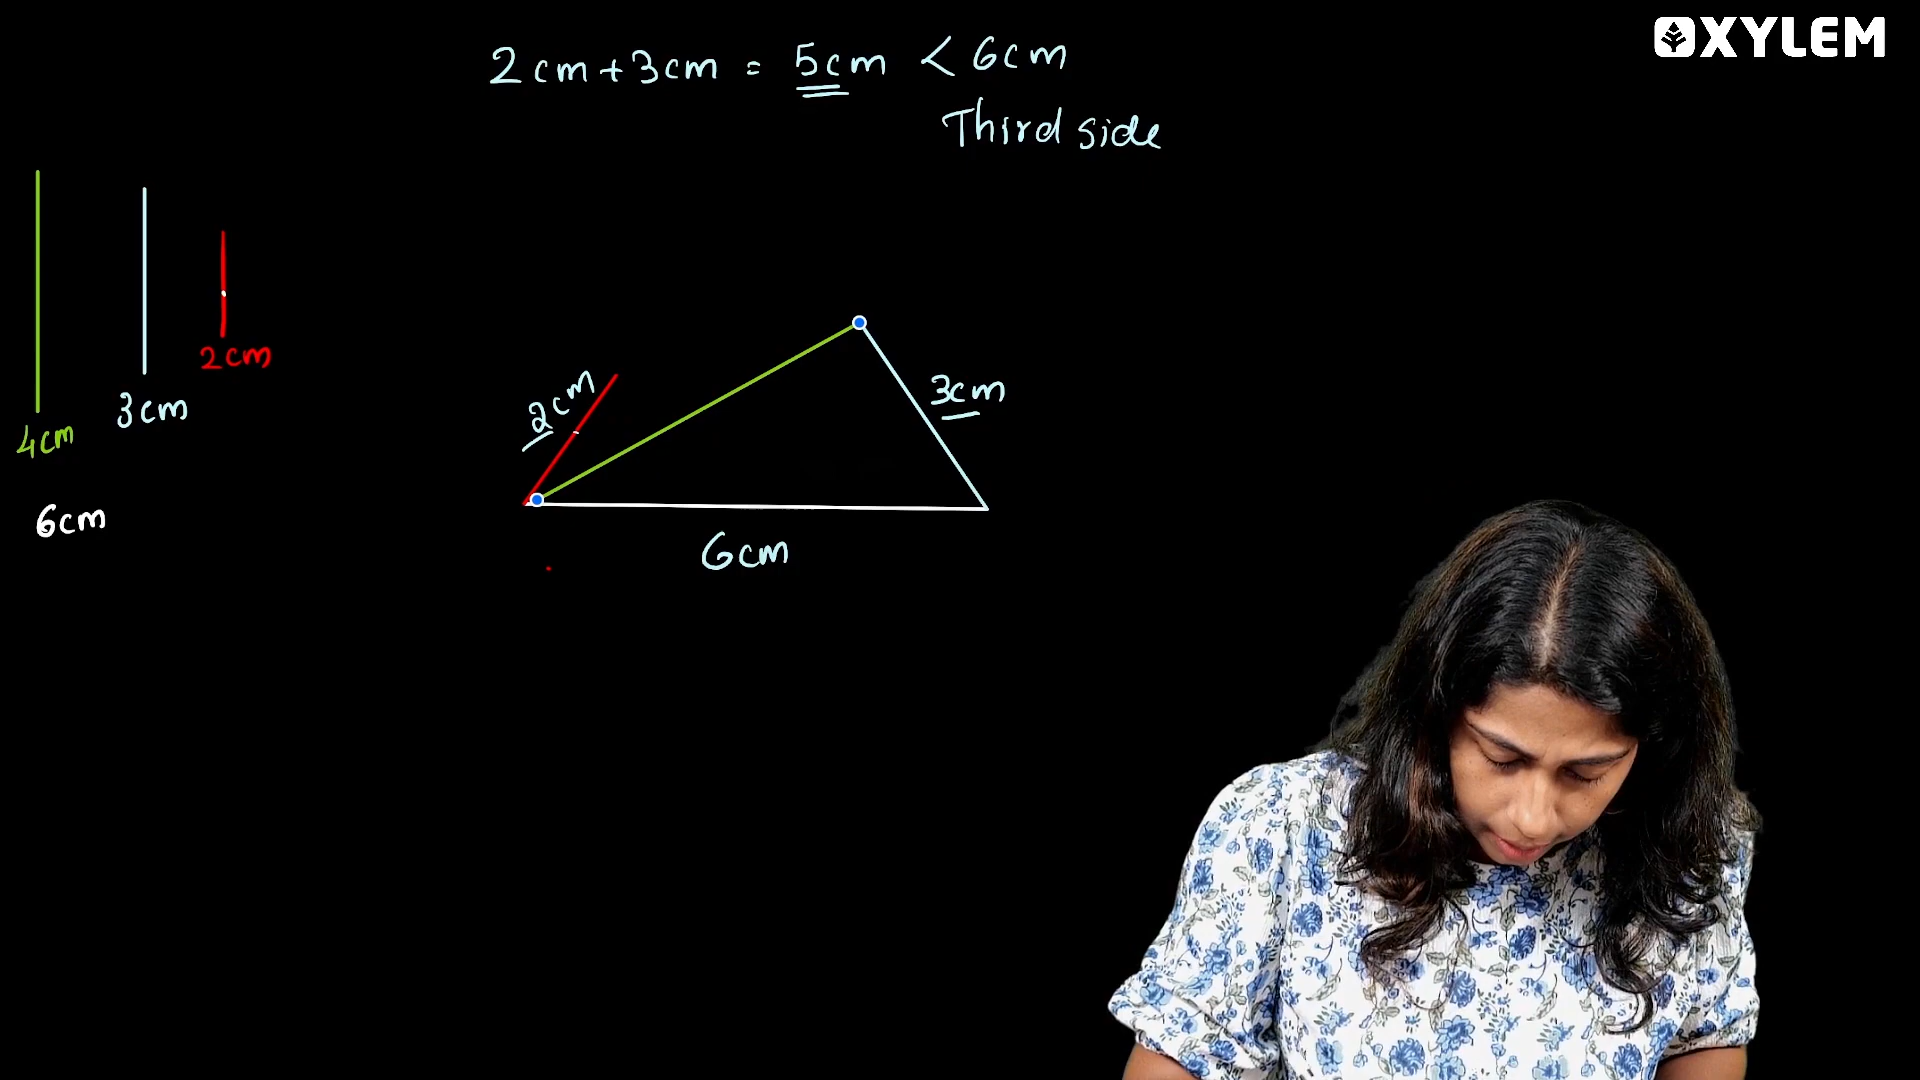 XYLEM
2cm + 3cm = 5cm < 6cm
Third side
4cm
3cm
2cm
6cm
2cm
3cm
6cm